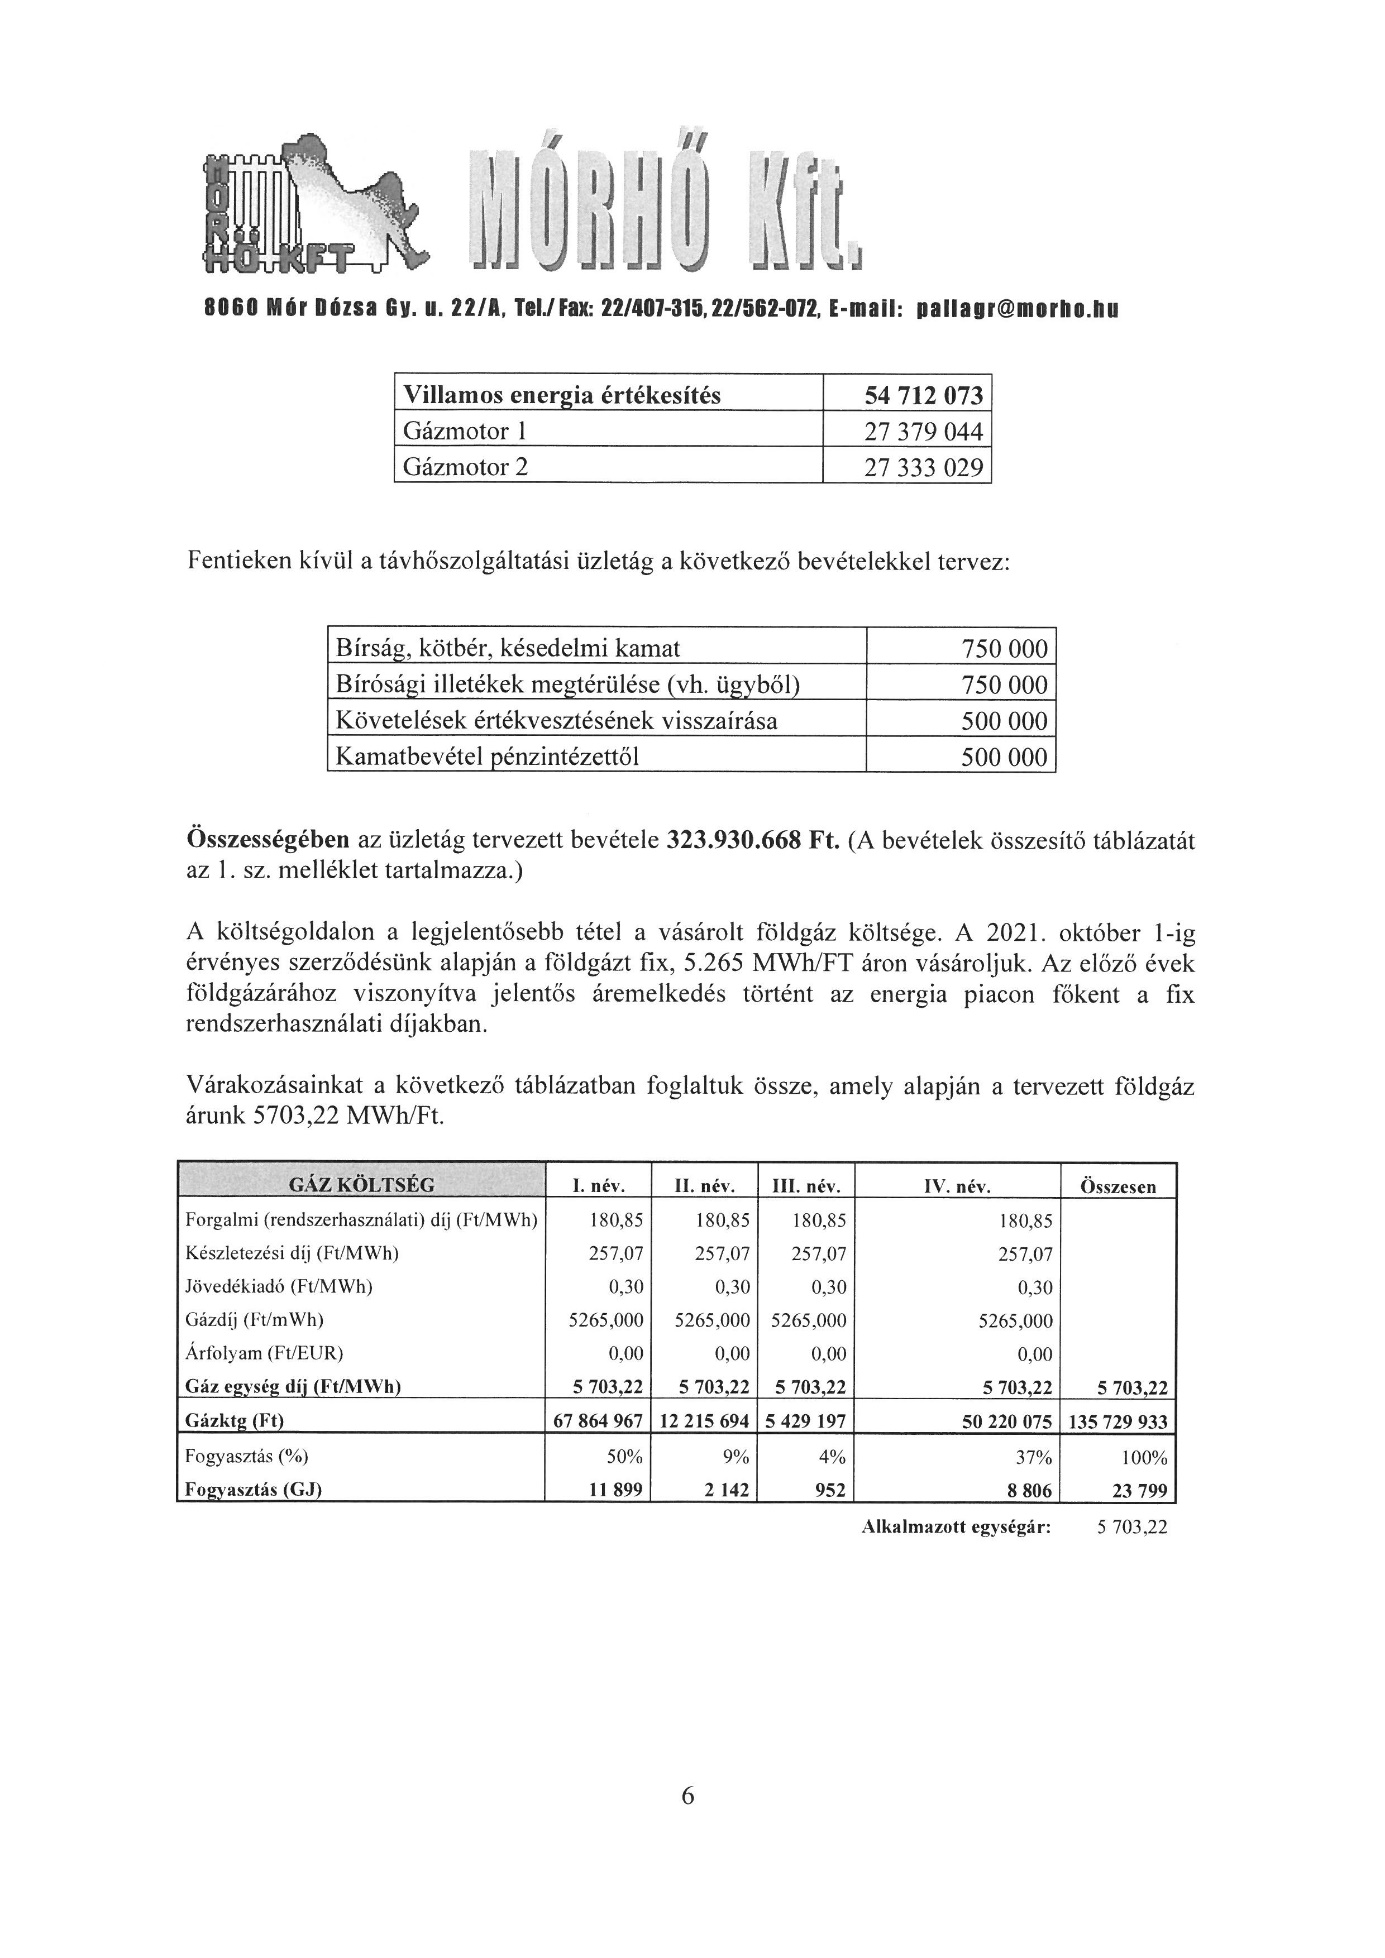 MÓRHŐ KFT
MÓRHŐ Kft.
8060 Mór Dózsa Gy. u. 22/A, Tel./Fax: 22/407-315, 22/562-072, E-mail: pallagr@morho.hu
Villamos energia értékesítés 54 712 073
Gázmotor 1 27 379 044
Gázmotor 2 27 333 029
Fentieken kívül a távhőszolgáltatási üzletág a következő bevételekkel tervez:
Bírság, kötbér, késedelmi kamat 750 000
Bírósági illetékek megtérülése (vh. ügyből) 750 000
Követelések értékvesztésének visszaírása 500 000
Kamatbevétel pénzintézettől 500 000
Összességében az üzletág tervezett bevétele 323.930.668 Ft. (A bevételek összesítő táblázatát
az 1. sz. melléklet tartalmazza.)
A költségoldalon a legjelentősebb tétel a vásárolt földgáz költsége. A 2021. október 1-ig
érvényes szerződésünk alapján a földgázt fix, 5.265 MWh/FT áron vásároljuk. Az előző évek
földgázárához viszonyítva jelentős áremelkedés történt az energia piacon főkent a fix
rendszerhasználati díjakban.
Várakozásainkat a következő táblázatban foglaltuk össze, amely alapján a tervezett földgáz
árunk 5703,22 MWh/Ft.
GÁZ KÖLTSÉG I. név. II. név. III. név. IV. név. Összesen
Forgalmi (rendszerhasználati) díj (Ft/MWh) 180,85 180,85 180,85 180,85
Készletezési díj (Ft/MWh) 257,07 257,07 257,07 257,07
Jövedékiadó (Ft/MWh) 0,30 0,30 0,30 0,30
Gázdíj (Ft/mWh) 5265,000 5265,000 5265,000 5265,000
Árfolyam (Ft/EUR) 0,00 0,00 0,00 0,00
Gáz egység díj (Ft/MWh) 5 703,22 5 703,22 5 703,22 5 703,22 5 703,22
Gázktg (Ft) 67 864 967 12 215 694 5 429 197 50 220 075 135 729 933
Fogyasztás (%) 50% 9% 4% 37% 100%
Fogyasztás (GJ) 11 899 2 142 952 8 806 23 799
Alkalmazott egységár: 5 703,22
6